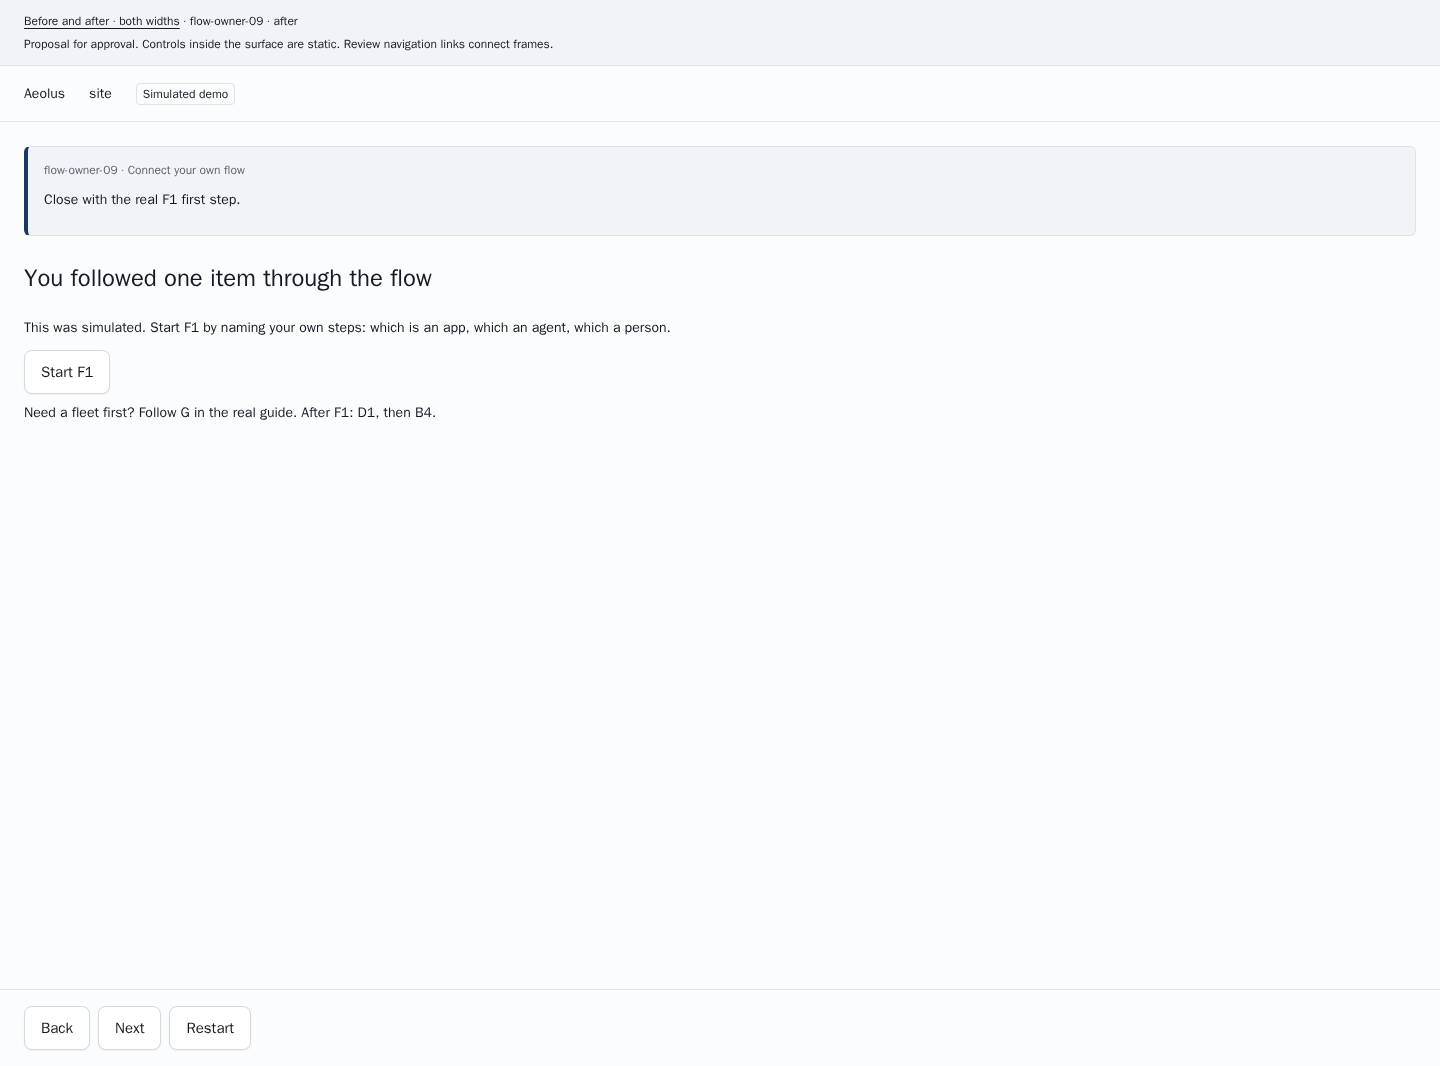 Before and after · both widths · flow-owner-09 · after
Proposal for approval. Controls inside the surface are static. Review navigation links connect frames.
Aeolus site Simulated demo
flow-owner-09 · Connect your own flow
Close with the real F1 first step.
You followed one item through the flow
This was simulated. Start F1 by naming your own steps: which is an app, which an agent, which a person.
Start F1
Need a fleet first? Follow G in the real guide. After F1: D1, then B4.
Back Next Restart